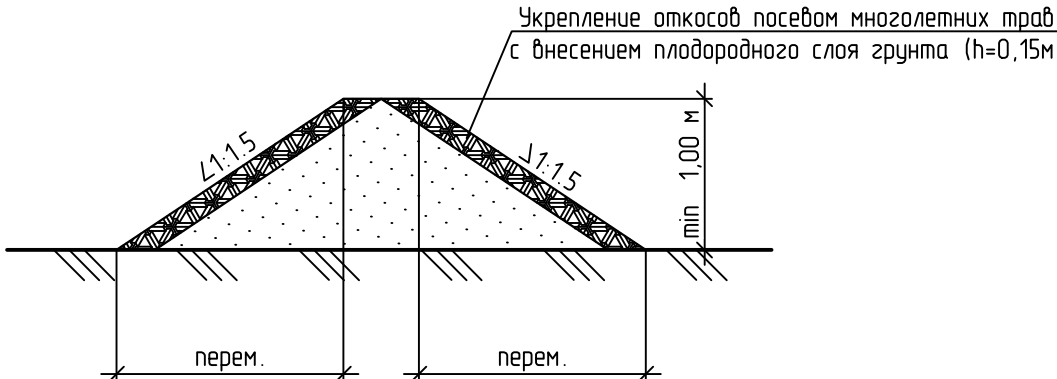 Укрепление откосов посевом многолетних трав
с внесением плодородного слоя грунта (h=0,15м
∠1:1.5
∠1:1.5
min 1,00 м
перем.
перем.